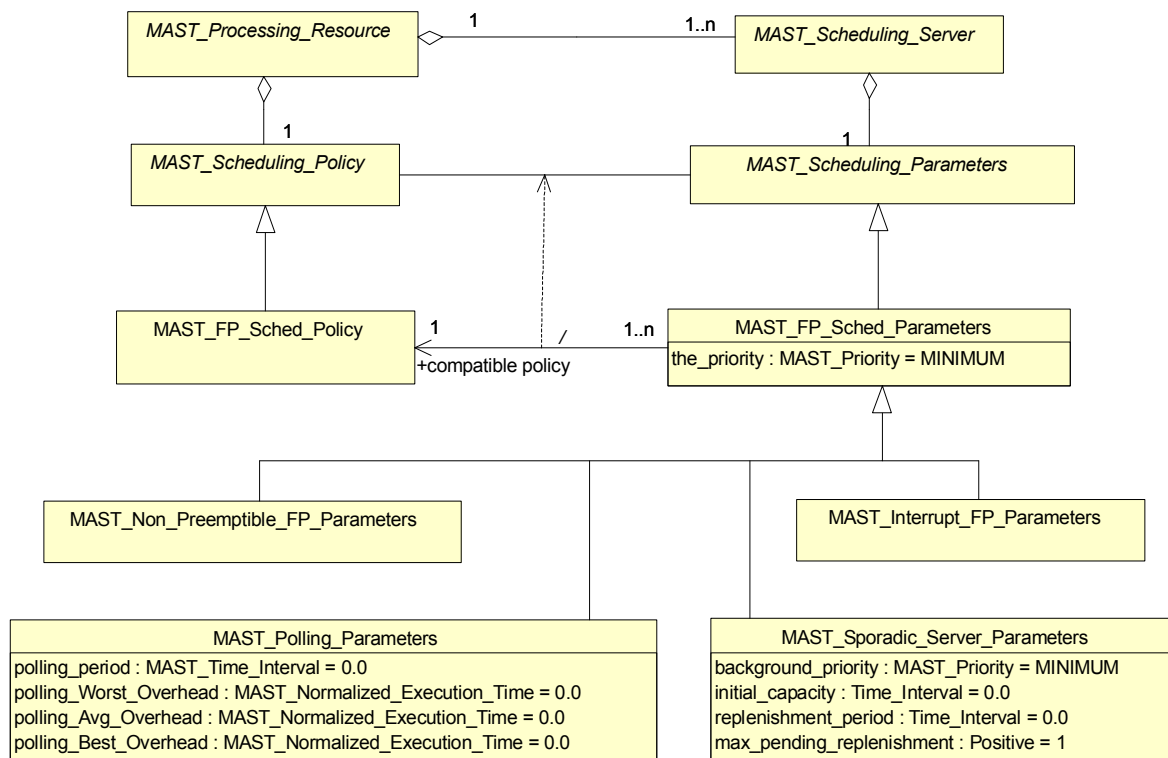 MAST_Processing_Resource
1
1..n
MAST_Scheduling_Server
1
1
MAST_Scheduling_Policy
MAST_Scheduling_Parameters
MAST_FP_Sched_Policy
1
/
1..n
+compatible policy
MAST_FP_Sched_Parameters
the_priority : MAST_Priority = MINIMUM
MAST_Non_Preemptible_FP_Parameters
MAST_Interrupt_FP_Parameters
MAST_Polling_Parameters
polling_period : MAST_Time_Interval = 0.0
polling_Worst_Overhead : MAST_Normalized_Execution_Time = 0.0
polling_Avg_Overhead : MAST_Normalized_Execution_Time = 0.0
polling_Best_Overhead : MAST_Normalized_Execution_Time = 0.0
MAST_Sporadic_Server_Parameters
background_priority : MAST_Priority = MINIMUM
initial_capacity : Time_Interval = 0.0
replenishment_period : Time_Interval = 0.0
max_pending_replenishment : Positive = 1